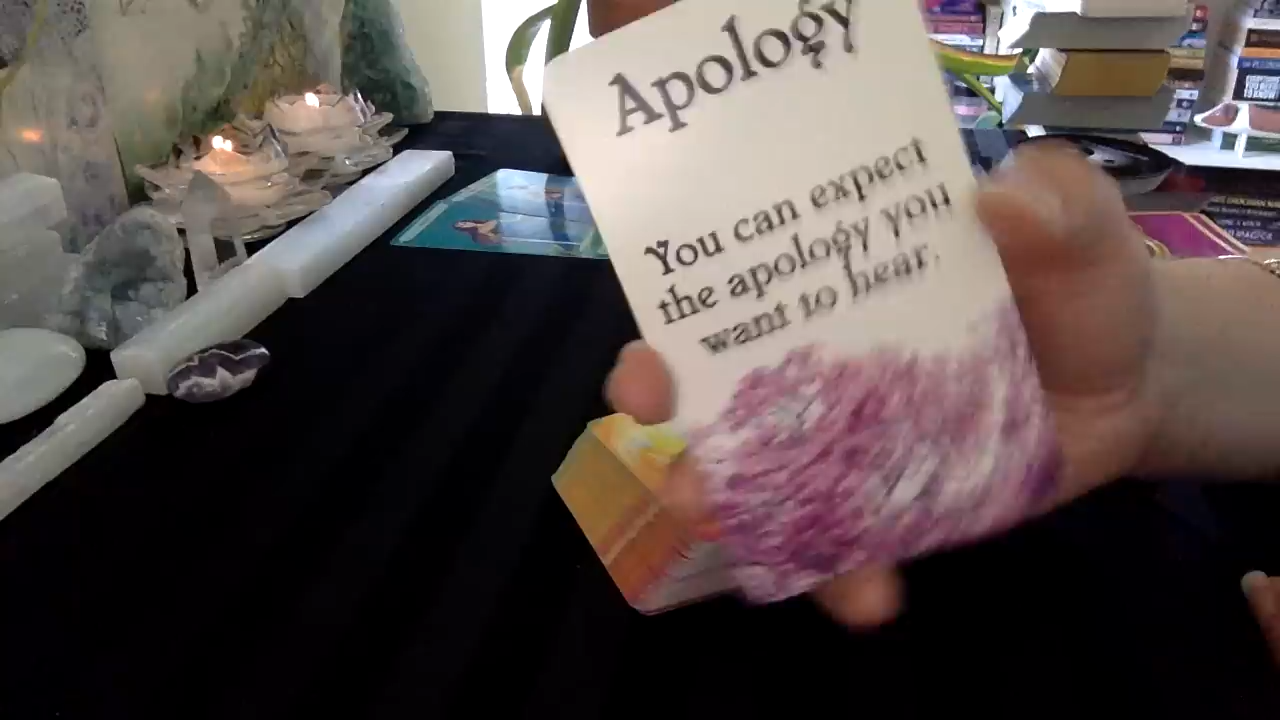 Apology
You can expect
the apology you
want to hear.